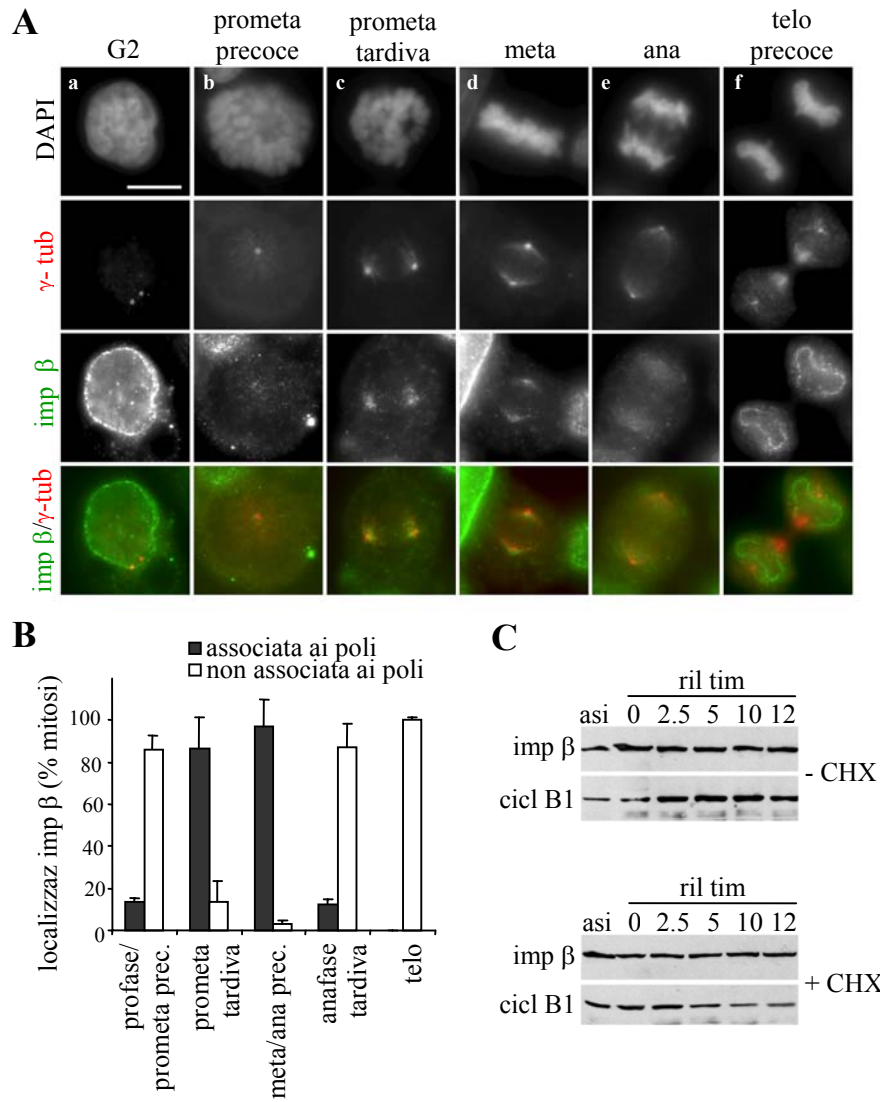 A
G2
prometa
precoce
prometa
tardiva
meta
ana
telo
precoce
a b c d e f
DAPI
γ- tub
imp β
imp β/γ-tub
B
associata ai poli
non associata ai poli
localizzaz imp β (% mitosi)
100
80
60
40
20
0
profase/
prometa prec.
prometa
tardiva
meta/ana prec.
anafase
tardiva
telo
C
ril tim
asi 0 2.5 5 10 12
imp β
cicl B1
- CHX
ril tim
asi 0 2.5 5 10 12
imp β
cicl B1
+ CHX